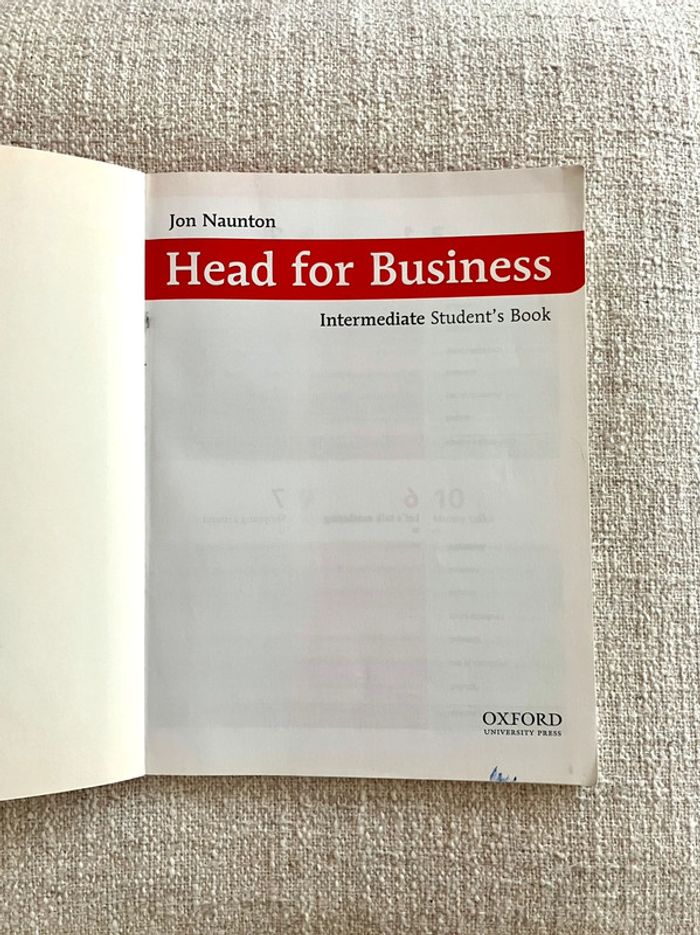 Jon Naunton
Head for Business
Intermediate Student's Book
OXFORD
UNIVERSITY PRESS